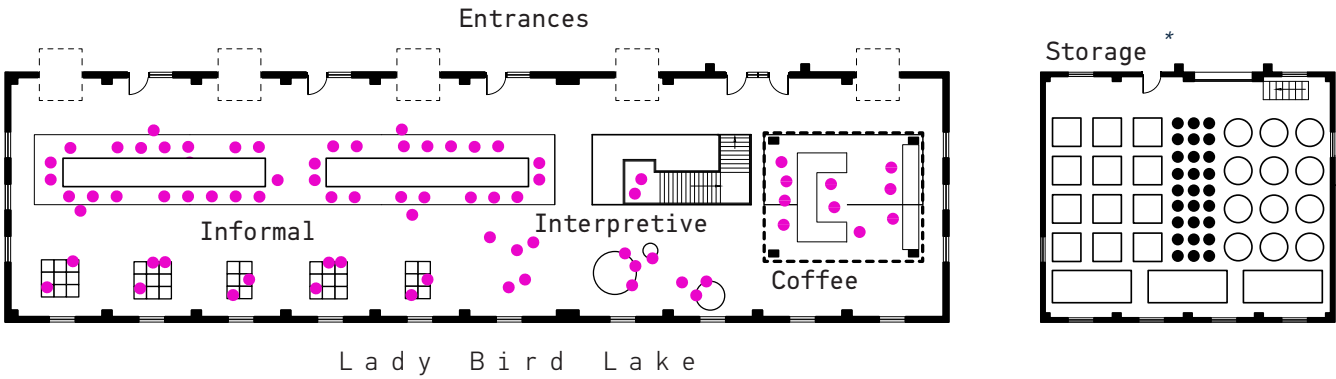 Entrances
Storage *
Informal
Interpretive
Coffee
Lady Bird Lake